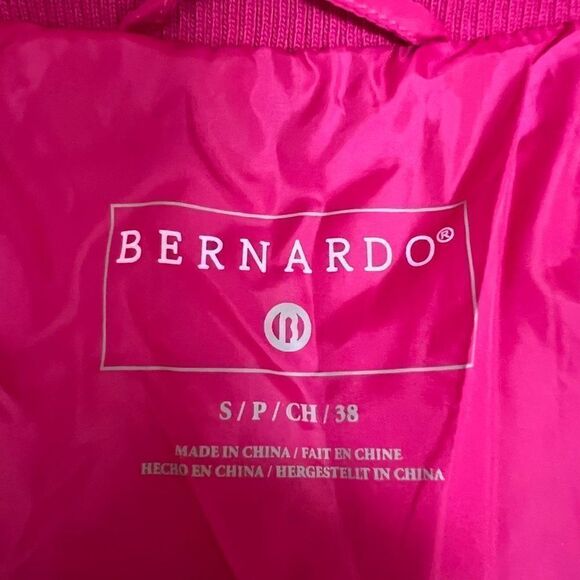 BERNARDO®
B
S / P / CH / 38
MADE IN CHINA / FAIT EN CHINE
HECHO EN CHINA / HERGESTELLT IN CHINA